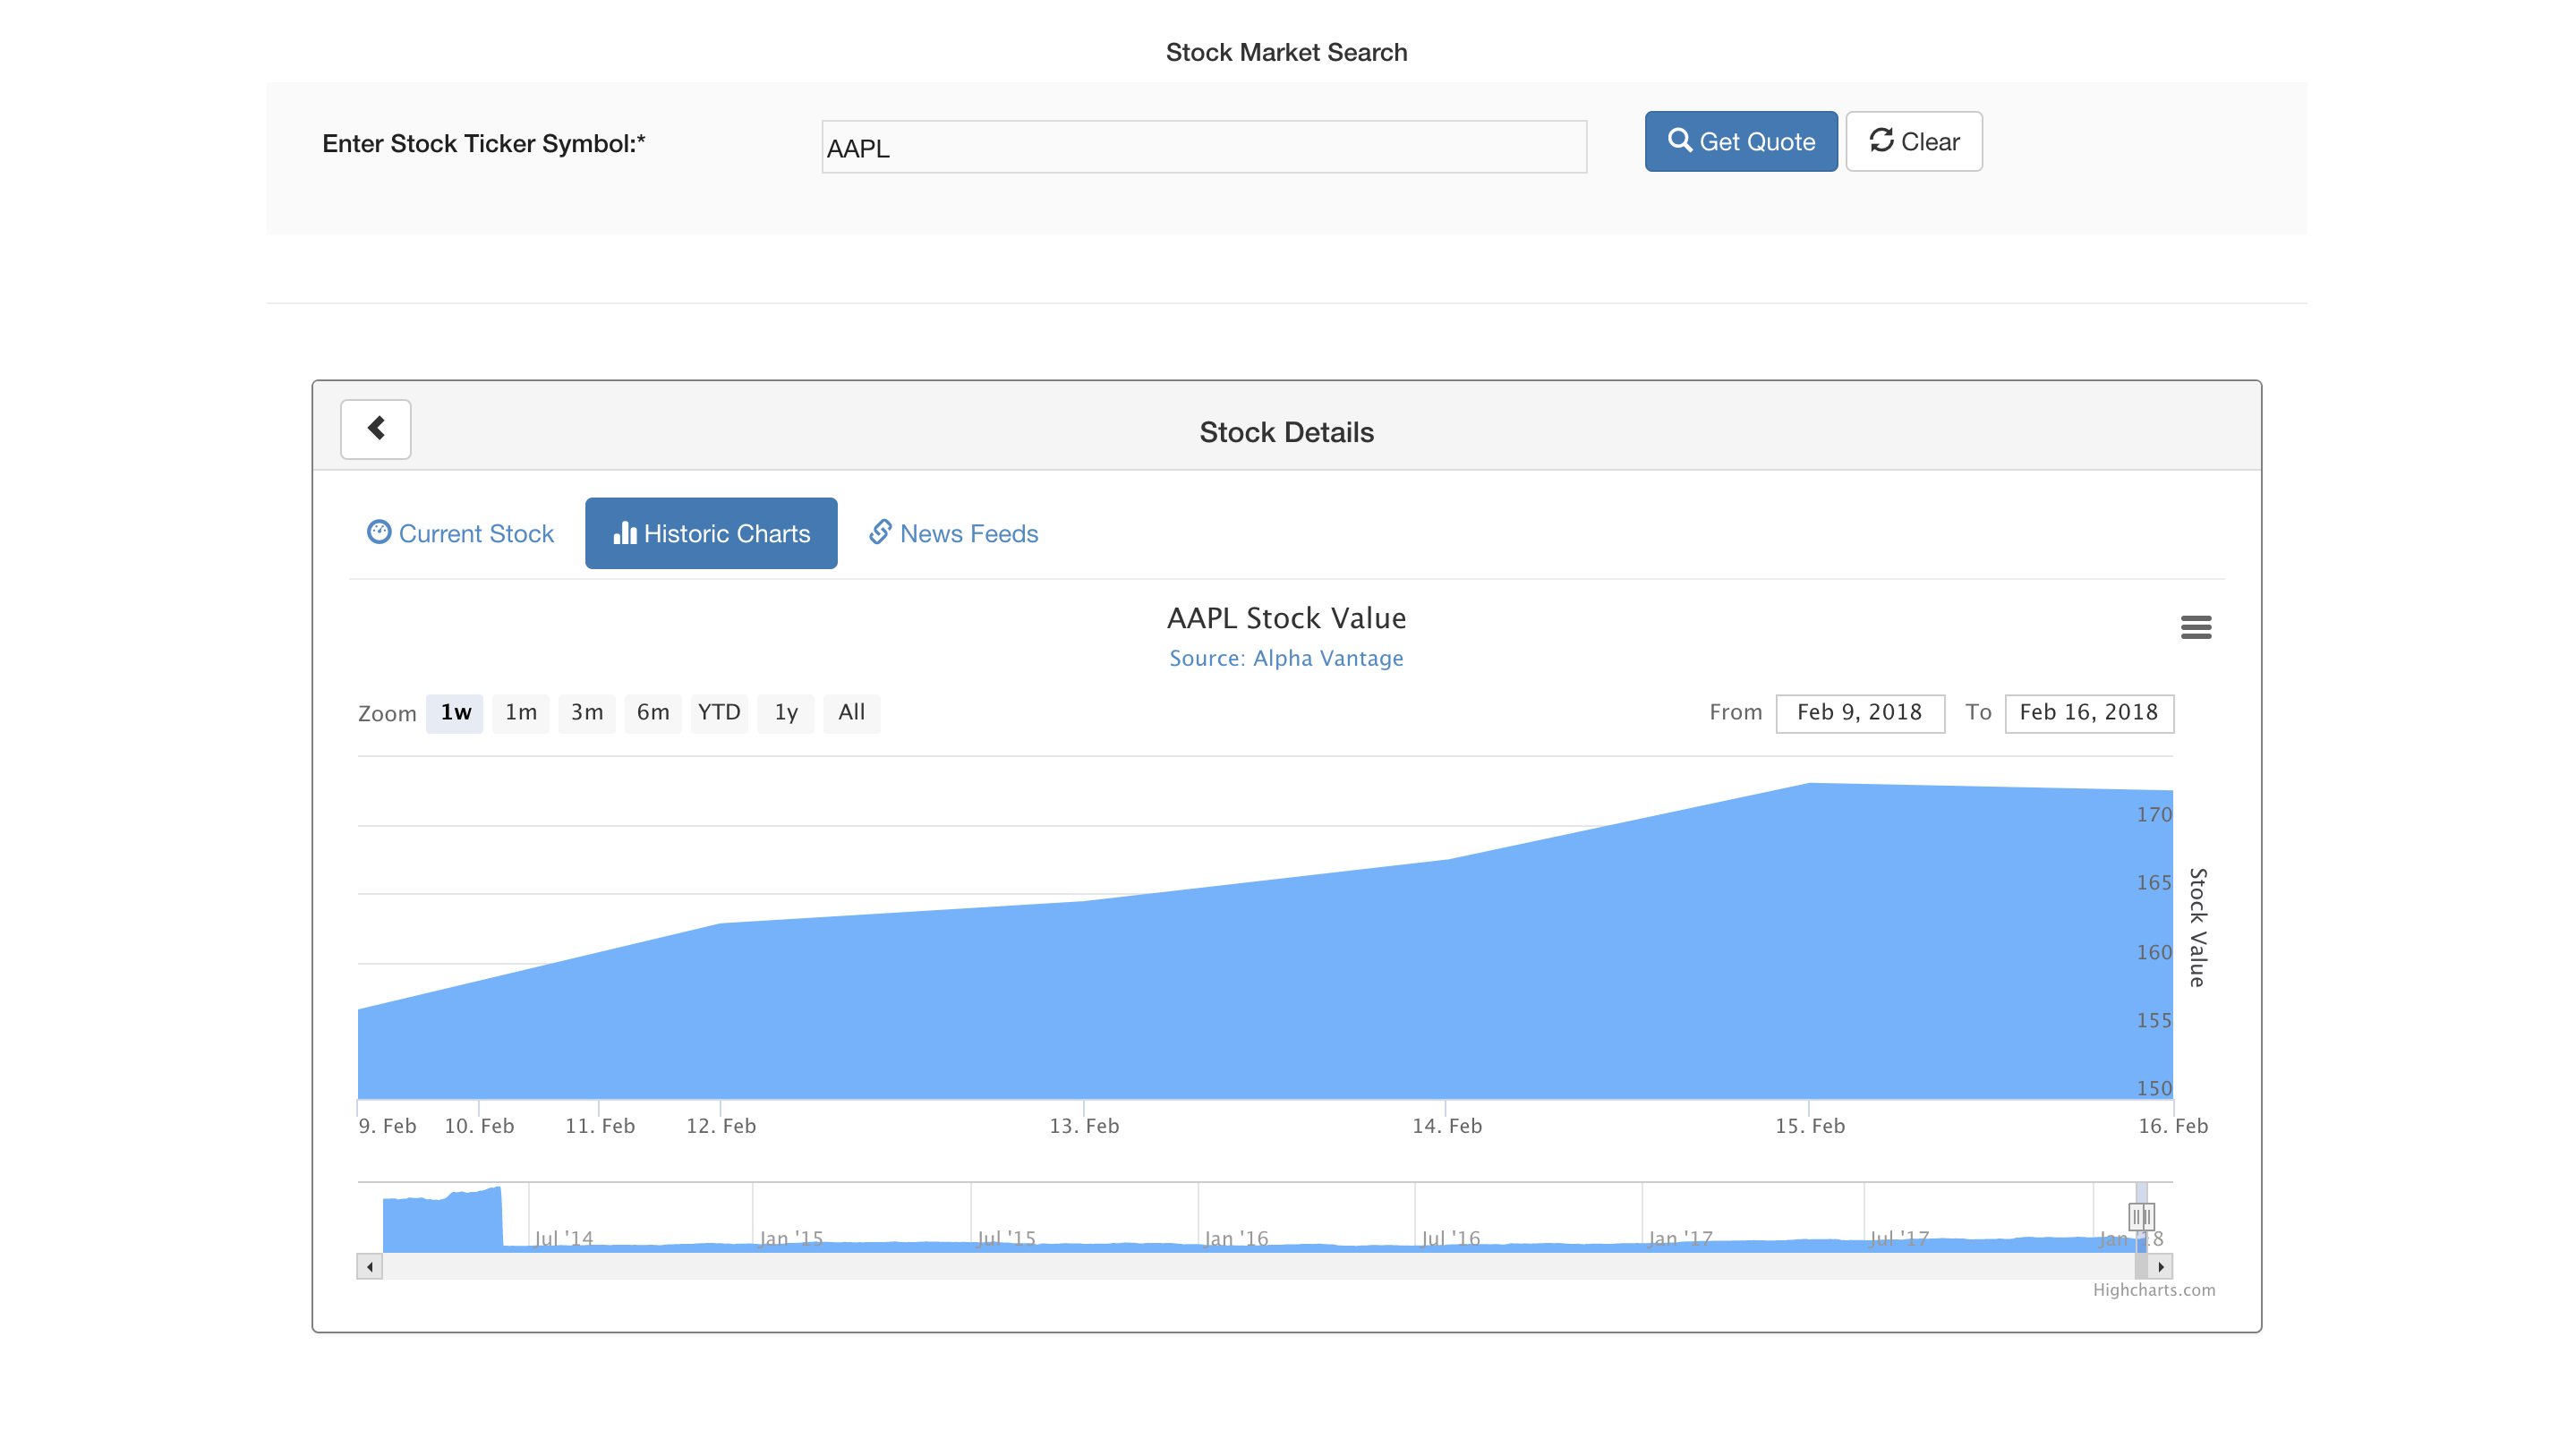 Stock Market Search
Enter Stock Ticker Symbol:*
AAPL
Get Quote
Clear
Stock Details
Current Stock
Historic Charts
News Feeds
AAPL Stock Value
Source: Alpha Vantage
Zoom 1w 1m 3m 6m YTD 1y All
From Feb 9, 2018 To Feb 16, 2018
170
165
160
155
150
Stock Value
9. Feb 10. Feb 11. Feb 12. Feb 13. Feb 14. Feb 15. Feb 16. Feb
Jul '14 Jan '15 Jul '15 Jan '16 Jul '16 Jan '17 Jul '17 Jan '18
Highcharts.com